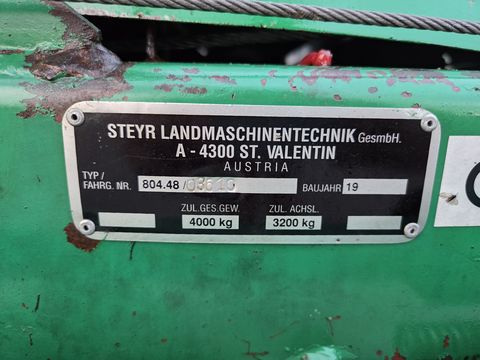 STEYR LANDMASCHINENTECHNIK GesmbH.
A - 4300 ST. VALENTIN
AUSTRIA
TYP /
FAHRG. NR. 804.48 / BAUJAHR 19
ZUL.GES.GEW. ZUL. ACHSL.
4000 kg 3200 kg